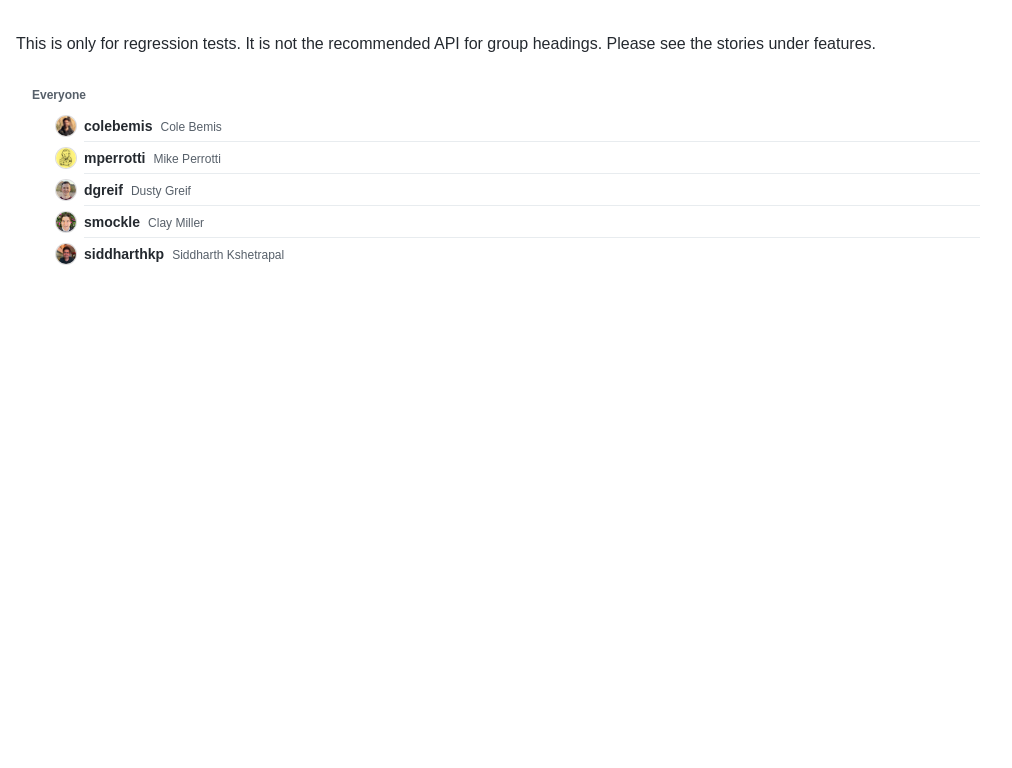 This is only for regression tests. It is not the recommended API for group headings. Please see the stories under features.
Everyone
colebemis Cole Bemis
mperrotti Mike Perrotti
dgreif Dusty Greif
smockle Clay Miller
siddharthkp Siddharth Kshetrapal